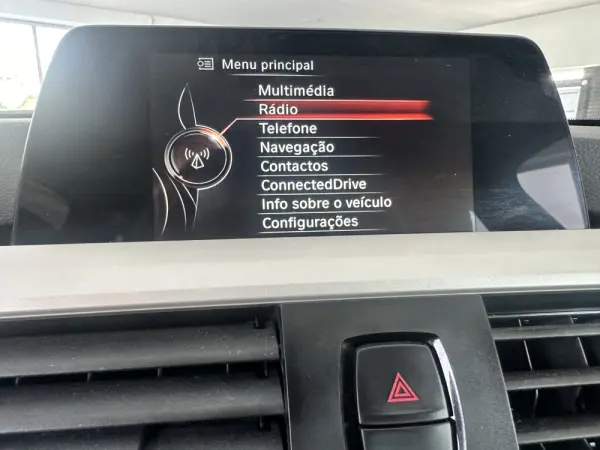 Menu principal
Multimédia
Rádio
Telefone
Navegação
Contactos
ConnectedDrive
Info sobre o veículo
Configurações